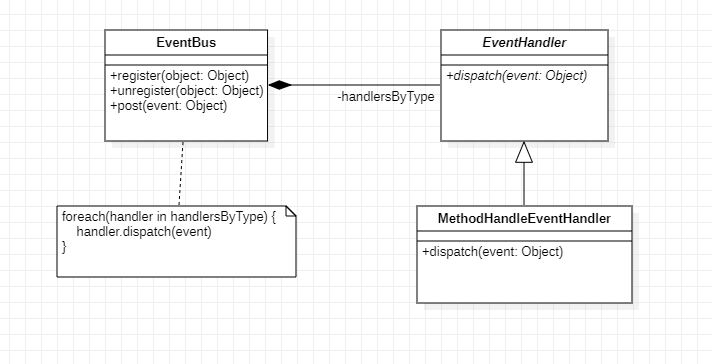 EventBus
+register(object: Object)
+unregister(object: Object)
+post(event: Object)
-handlersByType
EventHandler
+dispatch(event: Object)
foreach(handler in handlersByType) {
handler.dispatch(event)
}
MethodHandleEventHandler
+dispatch(event: Object)